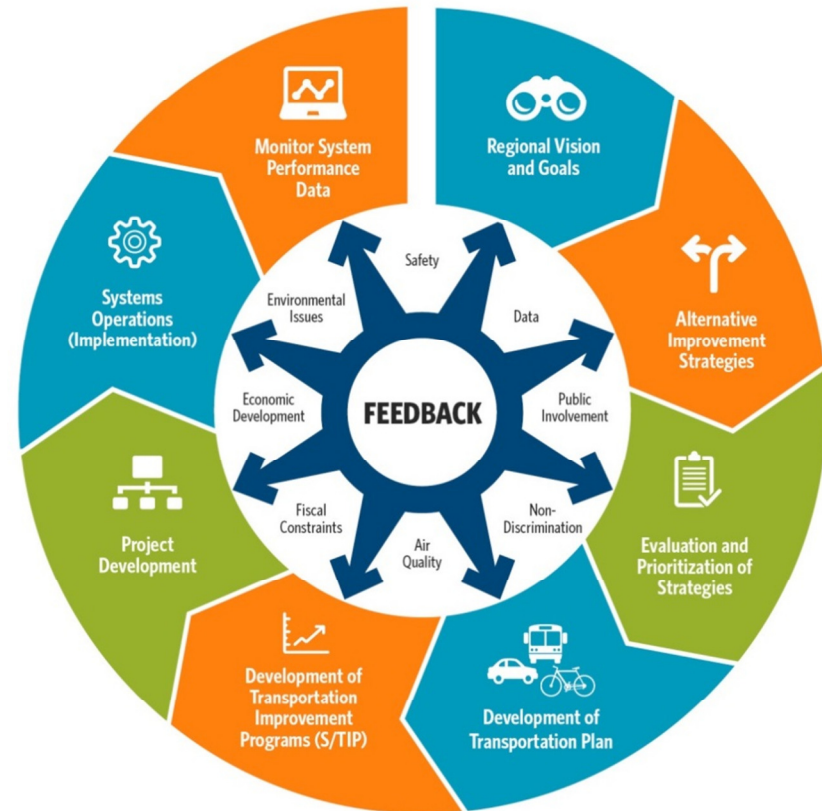 Regional Vision
and Goals
Alternative
Improvement
Strategies
Evaluation and
Prioritization of
Strategies
Development of
Transportation Plan
Development of
Transportation
Improvement
Programs (S/TIP)
Project
Development
Systems
Operations
(Implementation)
Monitor System
Performance
Data
Safety
Data
Public
Involvement
Non-
Discrimination
Air
Quality
Fiscal
Constraints
Economic
Development
Environmental
Issues
FEEDBACK